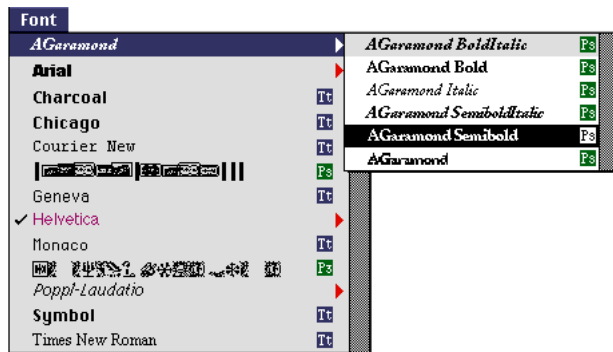 Font
AGaramond
Arial
Charcoal Tt
Chicago Tt
Courier New Tt
Ps
Geneva Tt
✓ Helvetica
Monaco Tt
Ps
Poppl-Laudatio
Symbol Tt
Times New Roman Tt
AGaramond BoldItalic Ps
AGaramond Bold Ps
AGaramond Italic Ps
AGaramond SemiboldItalic Ps
AGaramond Semibold Ps
AGaramond Ps